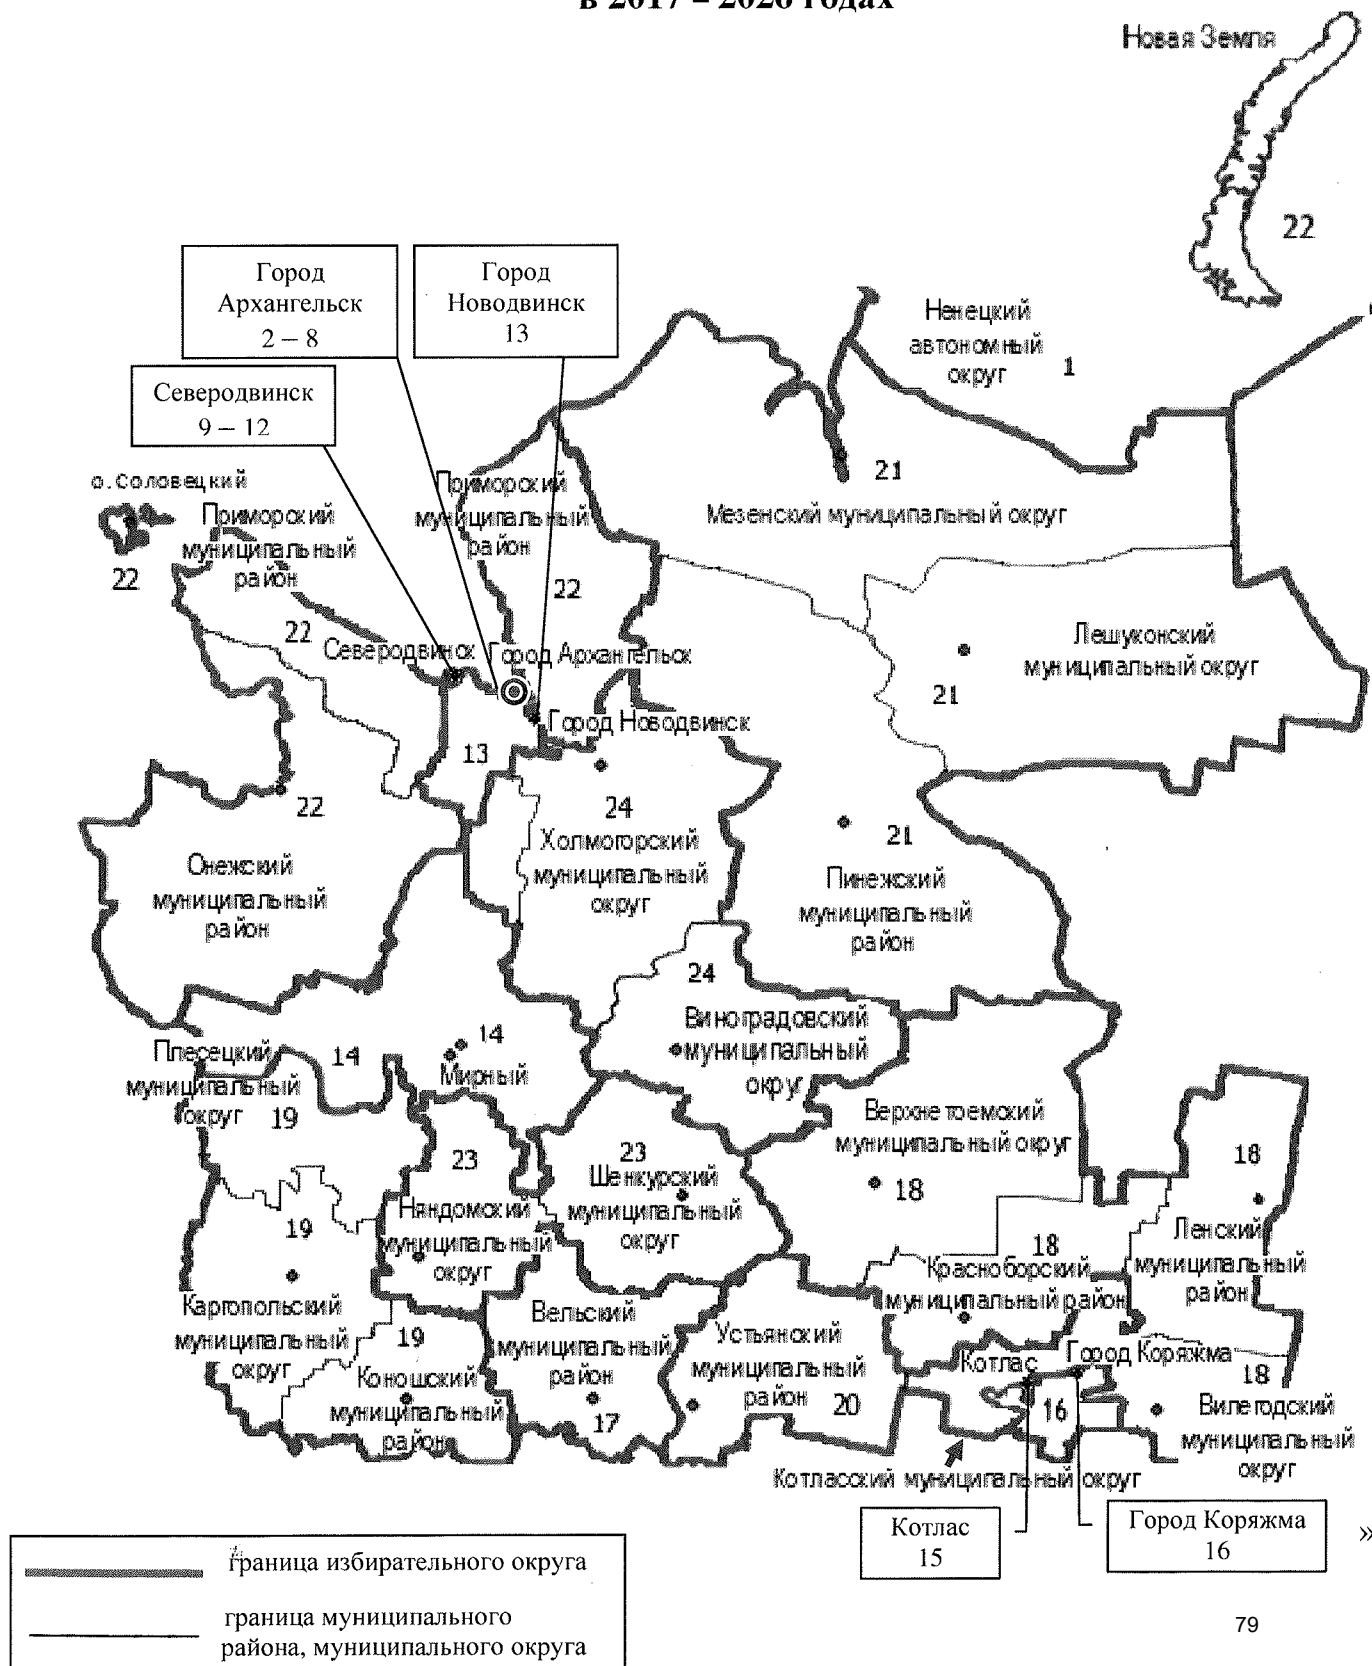 в 2017 – 2026 годах
Новая Земля
22
Город
Архангельск
2 – 8
Город
Новодвинск
13
Ненецкий
автономный
округ
1
Северодвинск
9 – 12
о.Соловецкий
22
Приморский
муниципальный
район
22
Приморский
муниципальный
район
22
21
Мезенский муниципальный округ
Лешуконский
муниципальный округ
21
Северодвинск
Город Архангельск
Город Новодвинск
13
22
Онежский
муниципальный
район
24
Холмогорский
муниципальный
округ
21
Пинежский
муниципальный
район
24
Виноградовский
муниципальный
округ
Плесецкий
муниципальный
округ
14
14
Мирный
19
23
Няндомский
муниципальный
округ
23
Шенкурский
муниципальный
округ
Верхнетоемский
муниципальный округ
18
18
Ленский
муниципальный
район
19
Каргопольский
муниципальный
округ
18
Красноборский
муниципальный район
19
Коношский
муниципальный
район
Вельский
муниципальный
район
17
Устьянский
муниципальный
район
20
Котлас
Город Коряжма
16
18
Вилегодский
муниципальный
округ
Котласский муниципальный округ
Котлас
15
Город Коряжма
16
»
граница избирательного округа
граница муниципального
района, муниципального округа
79